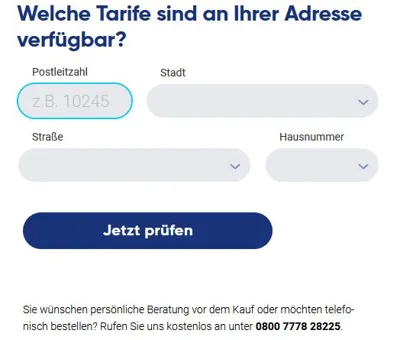 Welche Tarife sind an Ihrer Adresse
verfügbar?
Postleitzahl
Stadt
z.B. 10245
Straße
Hausnummer
Jetzt prüfen
Sie wünschen persönliche Beratung vor dem Kauf oder möchten telefo-
nisch bestellen? Rufen Sie uns kostenlos an unter 0800 7778 28225.